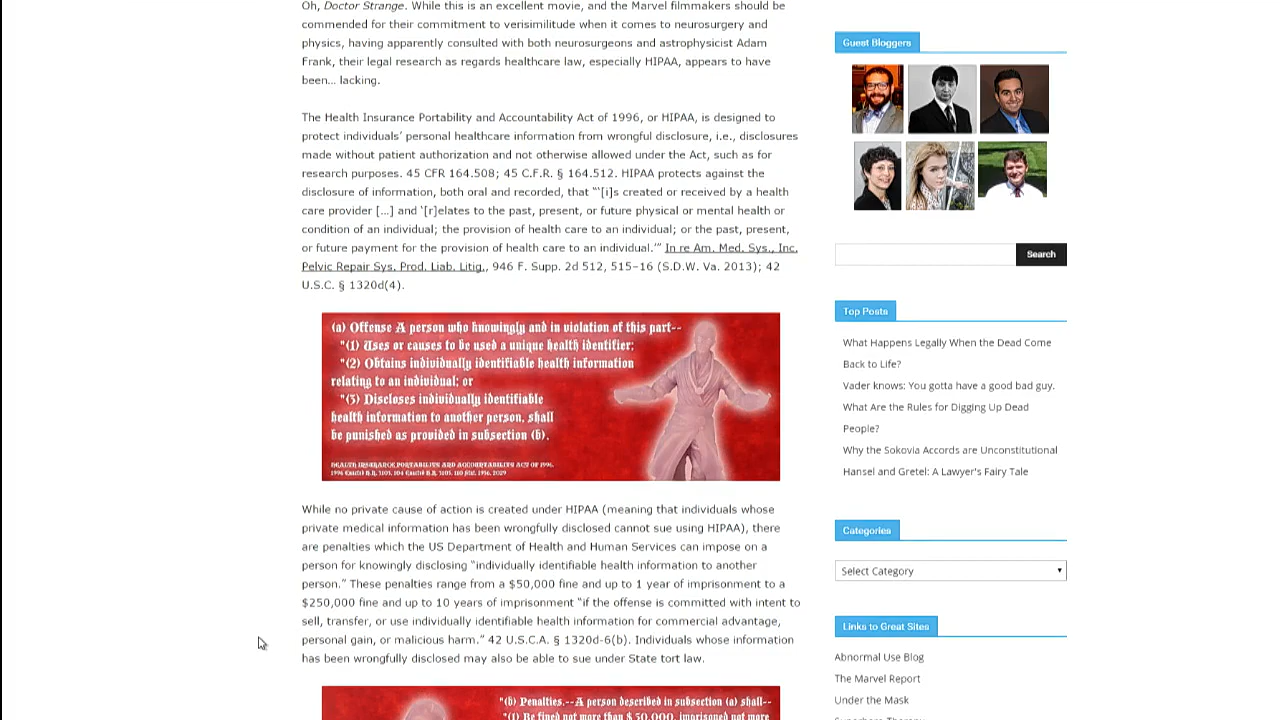 Oh, Doctor Strange. While this is an excellent movie, and the Marvel filmmakers should be
commended for their commitment to verisimilitude when it comes to neurosurgery and
physics, having apparently consulted with both neurosurgeons and astrophysicist Adam
Frank, their legal research as regards healthcare law, especially HIPAA, appears to have
been... lacking.
The Health Insurance Portability and Accountability Act of 1996, or HIPAA, is designed to
protect individuals' personal healthcare information from wrongful disclosure, i.e., disclosures
made without patient authorization and not otherwise allowed under the Act, such as for
research purposes. 45 CFR 164.508; 45 C.F.R. § 164.512. HIPAA protects against the
disclosure of information, both oral and recorded, that "'[i]s created or received by a health
care provider [...] and '[r]elates to the past, present, or future physical or mental health or
condition of an individual; the provision of health care to an individual; or the past, present,
or future payment for the provision of health care to an individual.'" In re Am. Med. Sys., Inc.
Pelvic Repair Sys. Prod. Liab. Litig., 946 F. Supp. 2d 512, 515–16 (S.D.W. Va. 2013); 42
U.S.C. § 1320d(4).
(a) Offense A person who knowingly and in violation of this part--
"(1) Uses or causes to be used a unique health identifier;
"(2) Obtains individually identifiable health information
relating to an individual; or
"(3) Discloses individually identifiable
health information to another person, shall
be punished as provided in subsection (b).
HEALTH INSURANCE PORTABILITY AND ACCOUNTABILITY ACT OF 1996,
While no private cause of action is created under HIPAA (meaning that individuals whose
private medical information has been wrongfully disclosed cannot sue using HIPAA), there
are penalties which the US Department of Health and Human Services can impose on a
person for knowingly disclosing "individually identifiable health information to another
person." These penalties range from a $50,000 fine and up to 1 year of imprisonment to a
$250,000 fine and up to 10 years of imprisonment "if the offense is committed with intent to
sell, transfer, or use individually identifiable health information for commercial advantage,
personal gain, or malicious harm." 42 U.S.C.A. § 1320d-6(b). Individuals whose information
has been wrongfully disclosed may also be able to sue under State tort law.
"(b) Penalties.--A person described in subsection (a) shall--
"(1) Be fined not more than $50,000, imprisoned not more
Guest Bloggers
Search
Top Posts
What Happens Legally When the Dead Come
Back to Life?
Vader knows: You gotta have a good bad guy.
What Are the Rules for Digging Up Dead
People?
Why the Sokovia Accords are Unconstitutional
Hansel and Gretel: A Lawyer's Fairy Tale
Categories
Select Category
Links to Great Sites
Abnormal Use Blog
The Marvel Report
Under the Mask
Superhero Therapy